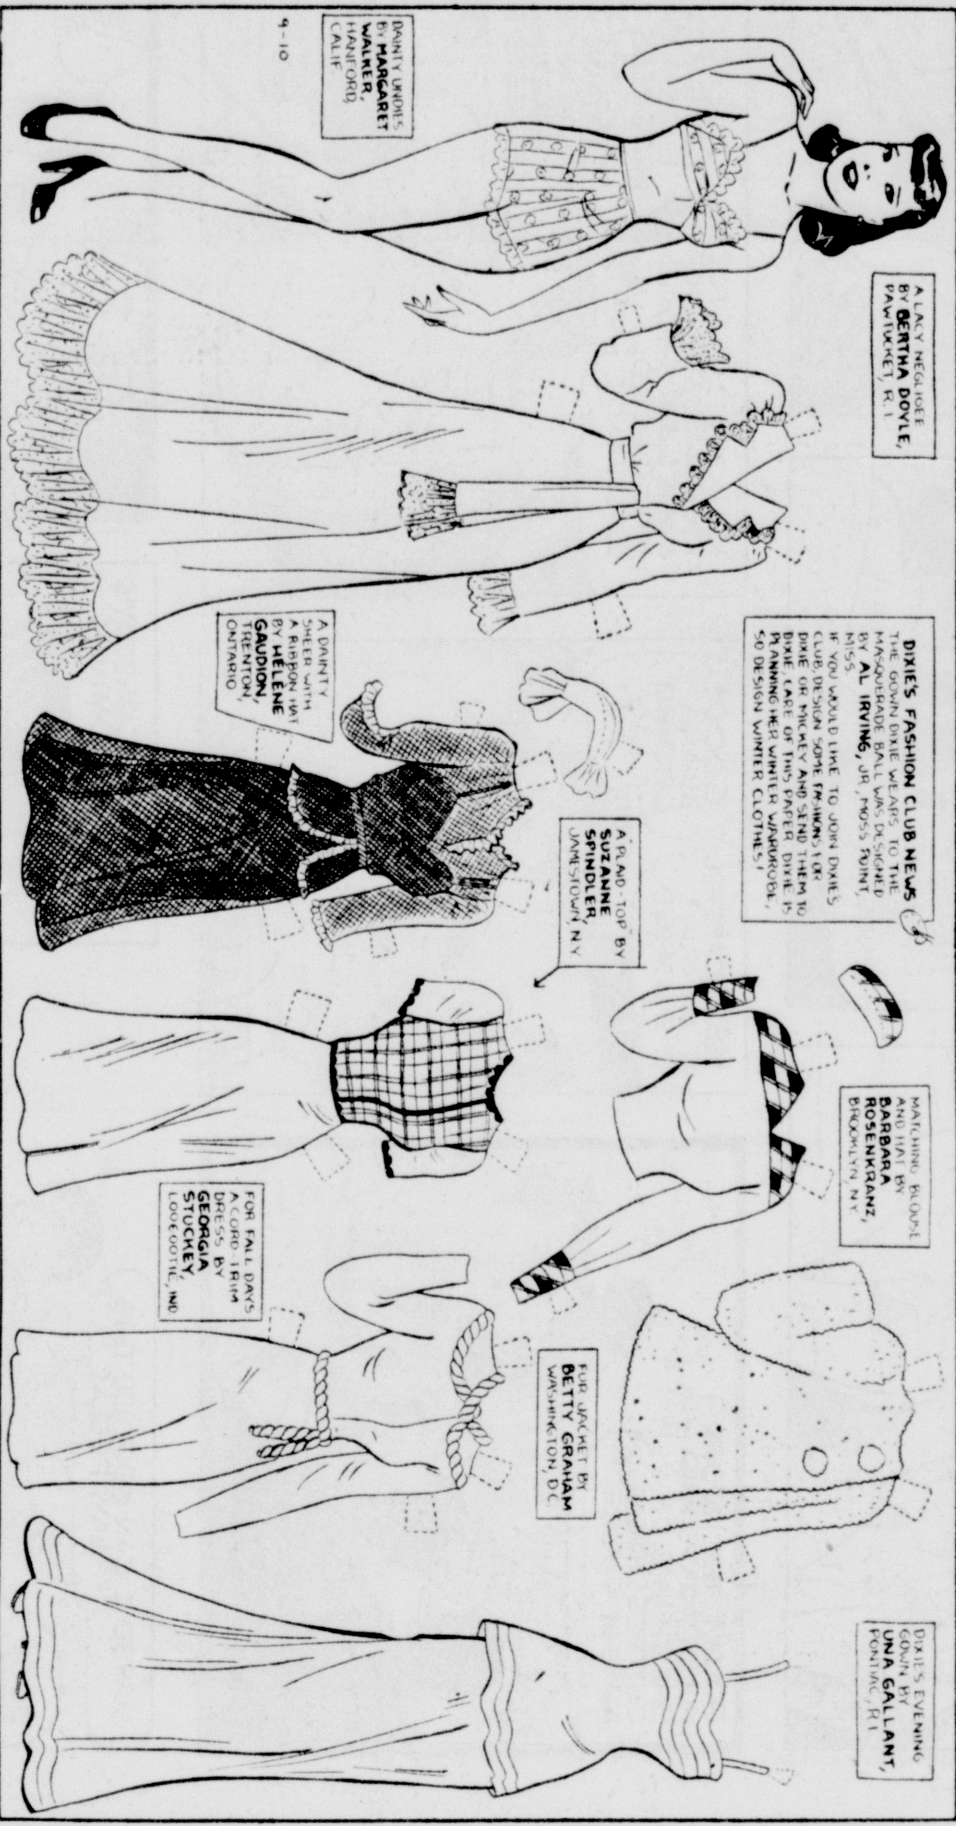 DAINTY UNDIES
BY MARGARET
WALKER,
HANFORD,
CALIF
9-10
A LACY NEGLIGEE
BY BERTHA DOYLE,
PAWTUCKET, R.I
DIXIE'S FASHION CLUB NEWS
THE GOWN DIXIE WEARS TO THE
MASQUERADE BALL WAS DESIGNED
BY AL IRVING, JR., MOSS POINT,
MISS.
IF YOU WOULD LIKE TO JOIN DIXIE'S
CLUB, DESIGN SOME FASHIONS FOR
DIXIE OR MICKEY AND SEND THEM TO
DIXIE, CARE OF THIS PAPER DIXIE IS
PLANNING HER WINTER WARDROBE,
SO DESIGN WINTER CLOTHES!
A DAINTY
SHEER WITH
A RIBBON HAT
BY HELENE
GAUDION,
TRENTON,
ONTARIO
A "PLAID-TOP" BY
SUZANNE
SPINDLER,
JAMESTOWN, N.Y
MATCHING BLOUSE
AND HAT BY
BARBARA
ROSENKRANZ,
BROOKLYN, N.Y.
FOR FALL DAYS
A CORD-TRIM
DRESS BY
GEORGIA
STUCKEY,
LOOGOOTIE, IND
FUR JACKET BY
BETTY GRAHAM
WASHINGTON, D.C.
DIXIE'S EVENING
GOWN BY
UNA GALLANT,
PONTIAC, R.I